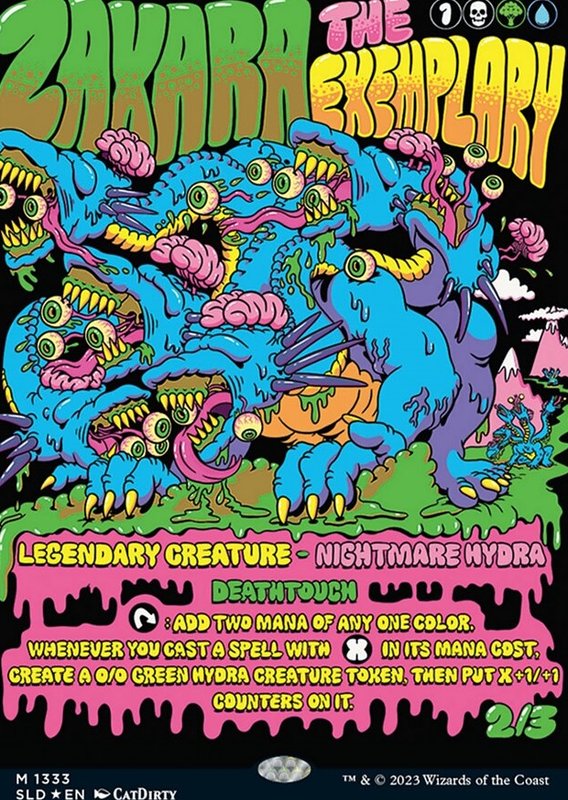 ZAXARA THE EXEMPLARY
1
LEGENDARY CREATURE - NIGHTMARE HYDRA
DEATHTOUCH
: ADD TWO MANA OF ANY ONE COLOR.
WHENEVER YOU CAST A SPELL WITH X IN ITS MANA COST,
CREATE A 0/0 GREEN HYDRA CREATURE TOKEN, THEN PUT X +1/+1
COUNTERS ON IT.
2/3
M 1333
SLD ★ EN CATDIRTY
™ & © 2023 Wizards of the Coast